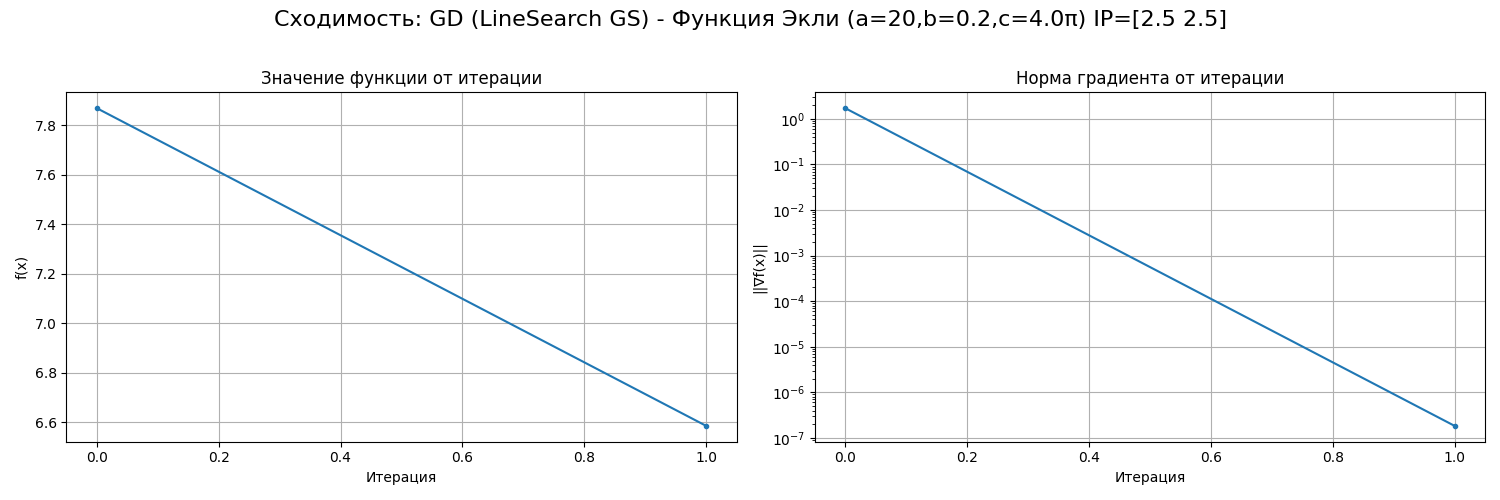 Сходимость: GD (LineSearch GS) - Функция Экли (a=20,b=0.2,c=4.0π) IP=[2.5 2.5]
Значение функции от итерации
f(x)
7.8
7.6
7.4
7.2
7.0
6.8
6.6
0.0 0.2 0.4 0.6 0.8 1.0
Итерация
Норма градиента от итерации
||∇f(x)||
10⁰
10⁻¹
10⁻²
10⁻³
10⁻⁴
10⁻⁵
10⁻⁶
10⁻⁷
0.0 0.2 0.4 0.6 0.8 1.0
Итерация